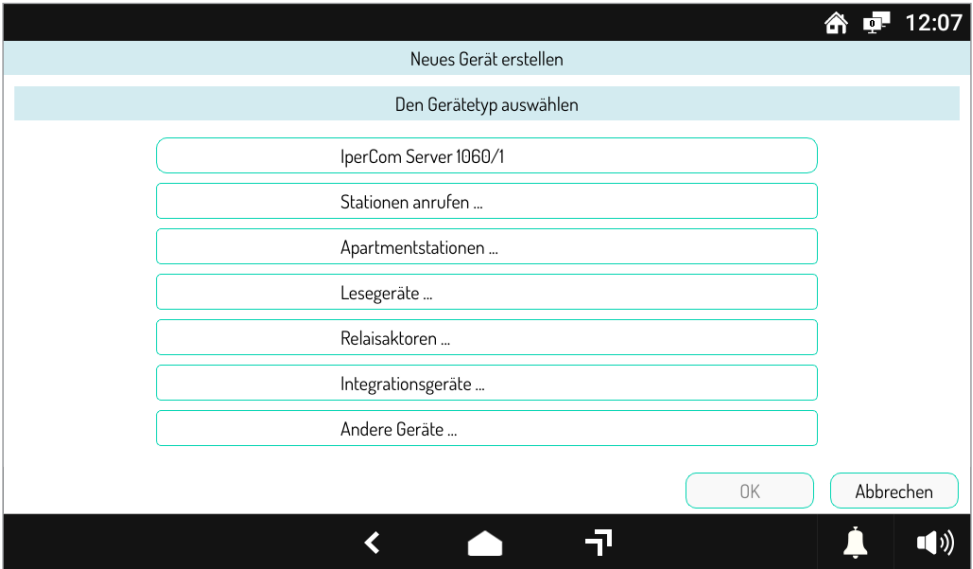 12:07
Neues Gerät erstellen
Den Gerätetyp auswählen
IperCom Server 1060/1
Stationen anrufen ...
Apartmentstationen ...
Lesegeräte ...
Relaisaktoren ...
Integrationsgeräte ...
Andere Geräte ...
OK Abbrechen